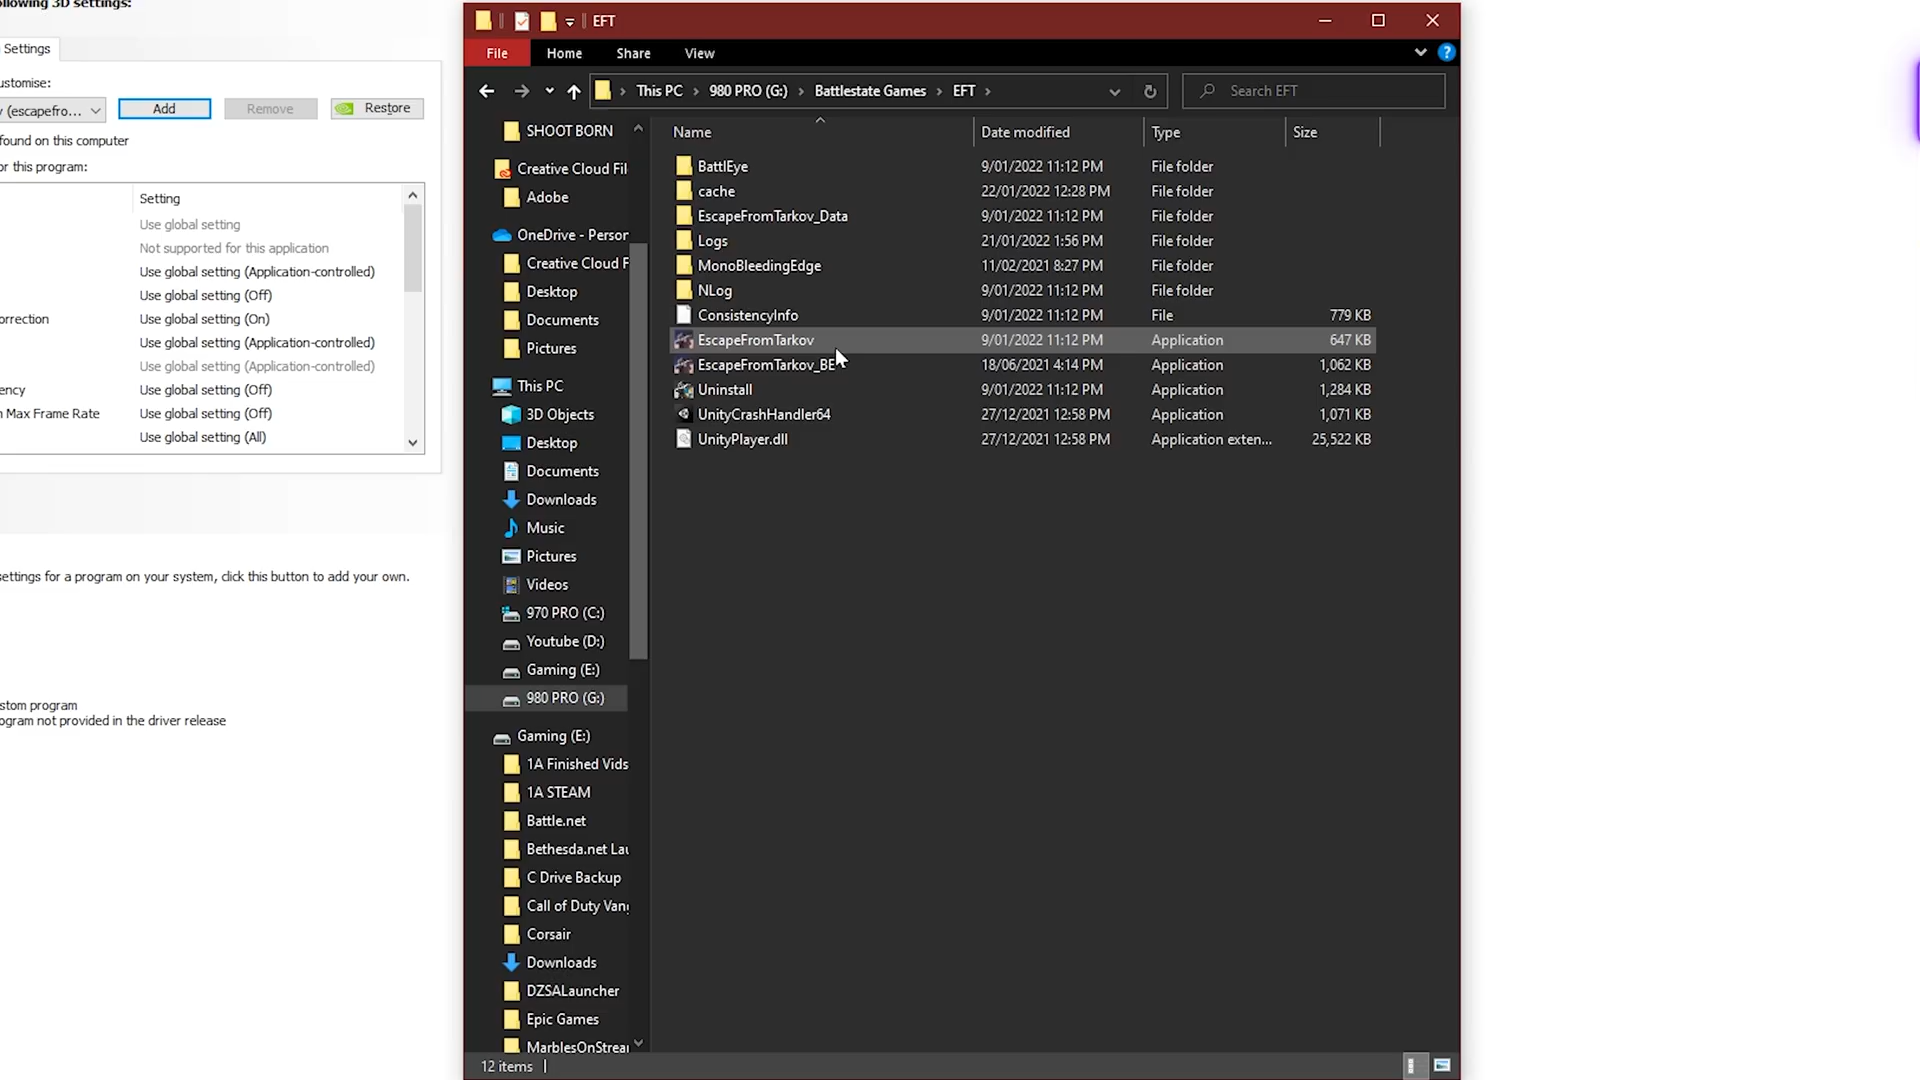 ollowing 3D settings:
Settings
ustomise:
y (escapefro...
Add
Remove
Restore
found on this computer
or this program:
Setting
Use global setting
Not supported for this application
Use global setting (Application-controlled)
Use global setting (Off)
orrection
Use global setting (On)
Use global setting (Application-controlled)
Use global setting (Application-controlled)
ency
Use global setting (Off)
n Max Frame Rate
Use global setting (Off)
Use global setting (All)
settings for a program on your system, click this button to add your own.
stom program
ogram not provided in the driver release
EFT
File
Home
Share
View
This PC
980 PRO (G:)
Battlestate Games
EFT
Search EFT
SHOOT BORN
Creative Cloud Fil
Adobe
OneDrive - Person
Creative Cloud F
Desktop
Documents
Pictures
This PC
3D Objects
Desktop
Documents
Downloads
Music
Pictures
Videos
970 PRO (C:)
Youtube (D:)
Gaming (E:)
980 PRO (G:)
Gaming (E:)
1A Finished Vids
1A STEAM
Battle.net
Bethesda.net Lau
C Drive Backup
Call of Duty Vang
Corsair
Downloads
DZSALauncher
Epic Games
MarblesOnStream
Name Date modified Type Size
BattlEye 9/01/2022 11:12 PM File folder
cache 22/01/2022 12:28 PM File folder
EscapeFromTarkov_Data 9/01/2022 11:12 PM File folder
Logs 21/01/2022 1:56 PM File folder
MonoBleedingEdge 11/02/2021 8:27 PM File folder
NLog 9/01/2022 11:12 PM File folder
ConsistencyInfo 9/01/2022 11:12 PM File 779 KB
EscapeFromTarkov 9/01/2022 11:12 PM Application 647 KB
EscapeFromTarkov_BE 18/06/2021 4:14 PM Application 1,062 KB
Uninstall 9/01/2022 11:12 PM Application 1,284 KB
UnityCrashHandler64 27/12/2021 12:58 PM Application 1,071 KB
UnityPlayer.dll 27/12/2021 12:58 PM Application exten... 25,522 KB
12 items